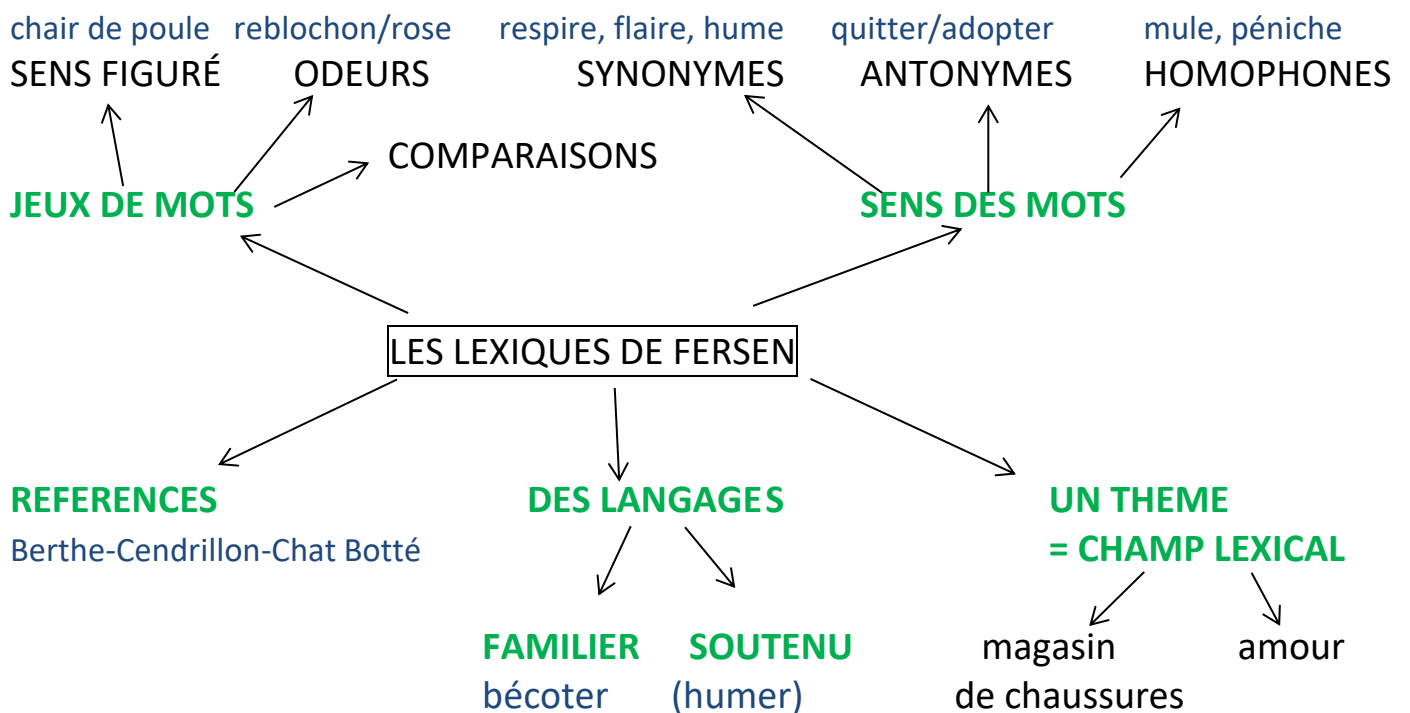 chair de poule reblochon/rose respire, flaire, hume quitter/adopter mule, péniche
SENS FIGURÉ ODEURS SYNONYMES ANTONYMES HOMOPHONES
COMPARAISONS
JEUX DE MOTS SENS DES MOTS
LES LEXIQUES DE FERSEN
REFERENCES DES LANGAGES UN THEME
Berthe-Cendrillon-Chat Botté = CHAMP LEXICAL
FAMILIER SOUTENU magasin amour
bécoter (humer) de chaussures